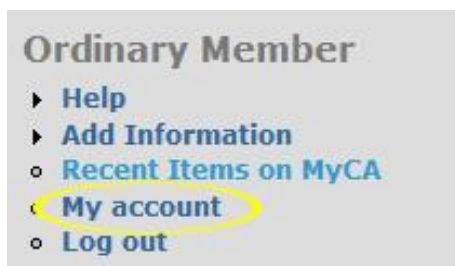 Ordinary Member
Help
Add Information
Recent Items on MyCA
My account
Log out